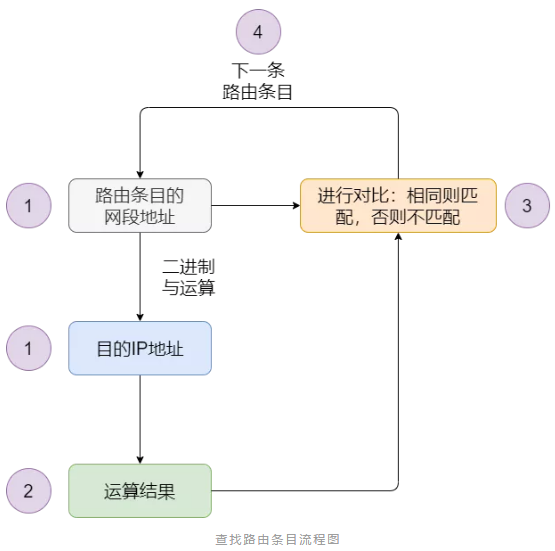 4
下一条
路由条目
1
路由条目的
网段地址
进行对比：相同则匹
配，否则不匹配
3
二进制
与运算
1
目的IP地址
2
运算结果
查找路由条目流程图